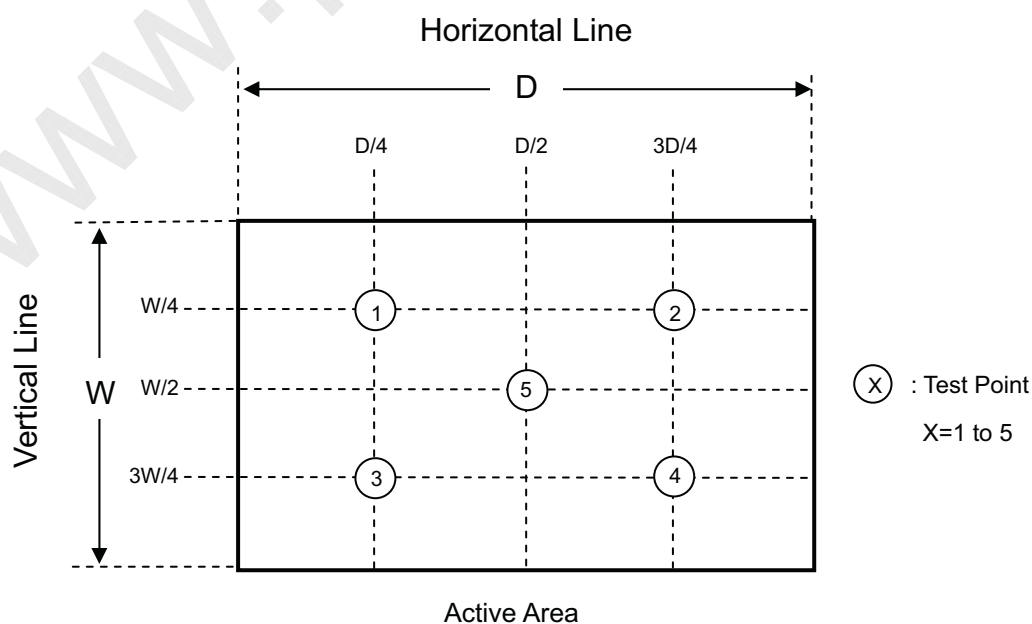 Horizontal Line
D
D/4 D/2 3D/4
W/4
1 2
Vertical Line
W
W/2
5
X : Test Point
X=1 to 5
3W/4
3 4
Active Area
www.